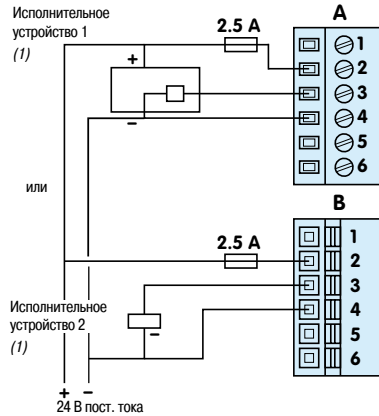 Исполнительное
устройство 1
(1)
2.5 A
A
+
–
1
2
3
4
5
6
или
B
2.5 A
1
2
3
4
5
6
Исполнительное
устройство 2
(1)
–
+ –
24 В пост. тока